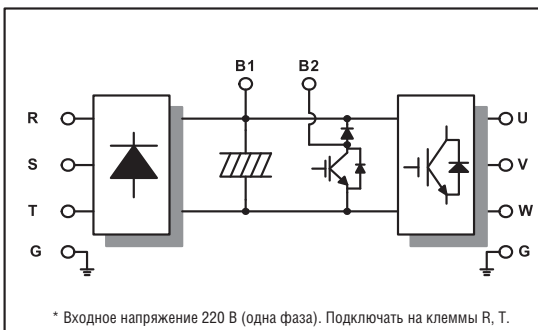 B1 B2
R U
S V
T W
G G
* Входное напряжение 220 В (одна фаза). Подключать на клеммы R, T.